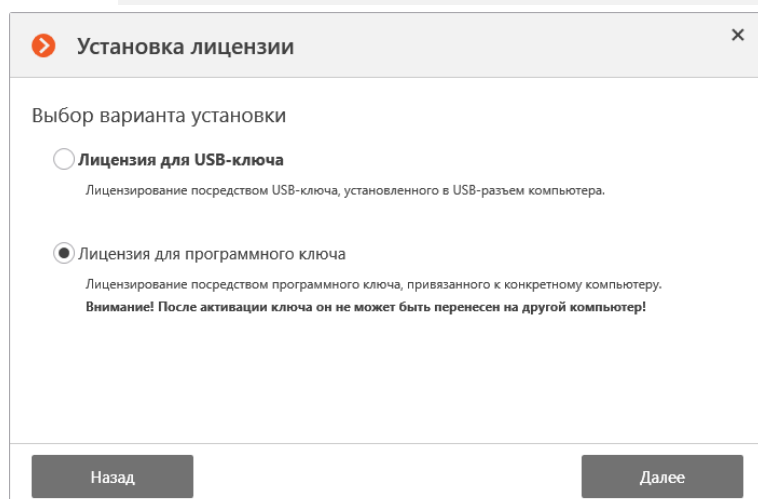 Установка лицензии
Выбор варианта установки
Лицензия для USB-ключа
Лицензирование посредством USB-ключа, установленного в USB-разъем компьютера.
Лицензия для программного ключа
Лицензирование посредством программного ключа, привязанного к конкретному компьютеру.
Внимание! После активации ключа он не может быть перенесен на другой компьютер!
Назад
Далее